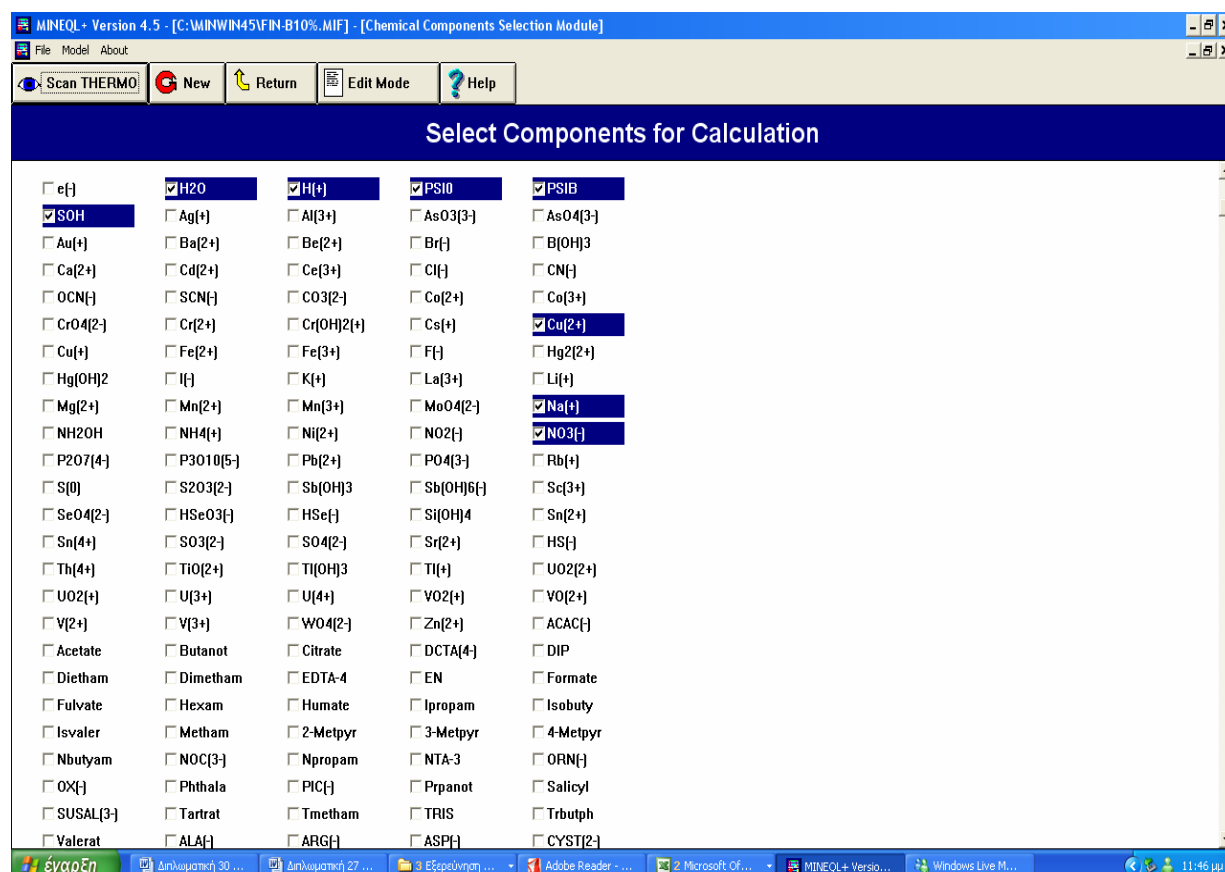 MINEQL+ Version 4.5 - [C:\MINWIN45\FIN-B10%.MIF] - [Chemical Components Selection Module]
File Model About
Scan THERMO New Return Edit Mode Help
Select Components for Calculation
e(-) H2O H(+) PSI0 PSIB
SOH Ag(+) Al(3+) AsO3(3-) AsO4(3-)
Au(+) Ba(2+) Be(2+) Br(-) B(OH)3
Ca(2+) Cd(2+) Ce(3+) Cl(-) CN(-)
OCN(-) SCN(-) CO3(2-) Co(2+) Co(3+)
CrO4(2-) Cr(2+) Cr(OH)2(+) Cs(+) Cu(2+)
Cu(+) Fe(2+) Fe(3+) F(-) Hg2(2+)
Hg(OH)2 I(-) K(+) La(3+) Li(+)
Mg(2+) Mn(2+) Mn(3+) MoO4(2-) Na(+)
NH2OH NH4(+) Ni(2+) NO2(-) NO3(-)
P2O7(4-) P3O10(5-) Pb(2+) PO4(3-) Rb(+)
S(0) S2O3(2-) Sb(OH)3 Sb(OH)6(-) Sc(3+)
SeO4(2-) HSeO3(-) HSe(-) Si(OH)4 Sn(2+)
Sn(4+) SO3(2-) SO4(2-) Sr(2+) HS(-)
Th(4+) TiO(2+) Tl(OH)3 Tl(+) UO2(2+)
UO2(+) U(3+) U(4+) VO2(+) VO(2+)
V(2+) V(3+) WO4(2-) Zn(2+) ACAC(-)
Acetate Butanot Citrate DCTA(4-) DIP
Dietham Dimetham EDTA-4 EN Formate
Fulvate Hexam Humate Ipropam Isobuty
Isvaler Metham 2-Metpyr 3-Metpyr 4-Metpyr
Nbutyam NOC(3-) Npropam NTA-3 ORN(-)
OX(-) Phthala PIC(-) Prpanot Salicyl
SUSAL(3-) Tartrat Tmetham TRIS Trbutph
Valerat ALA(-) ARG(-) ASP(-) CYST(2-)
έναρξη Διπλωματική 30 ... Διπλωματική 27 ... 3 Εξερεύνηση ... Adobe Reader - ... 2 Microsoft Of... MINEQL+ Versio... Windows Live M... 11:46 μμ